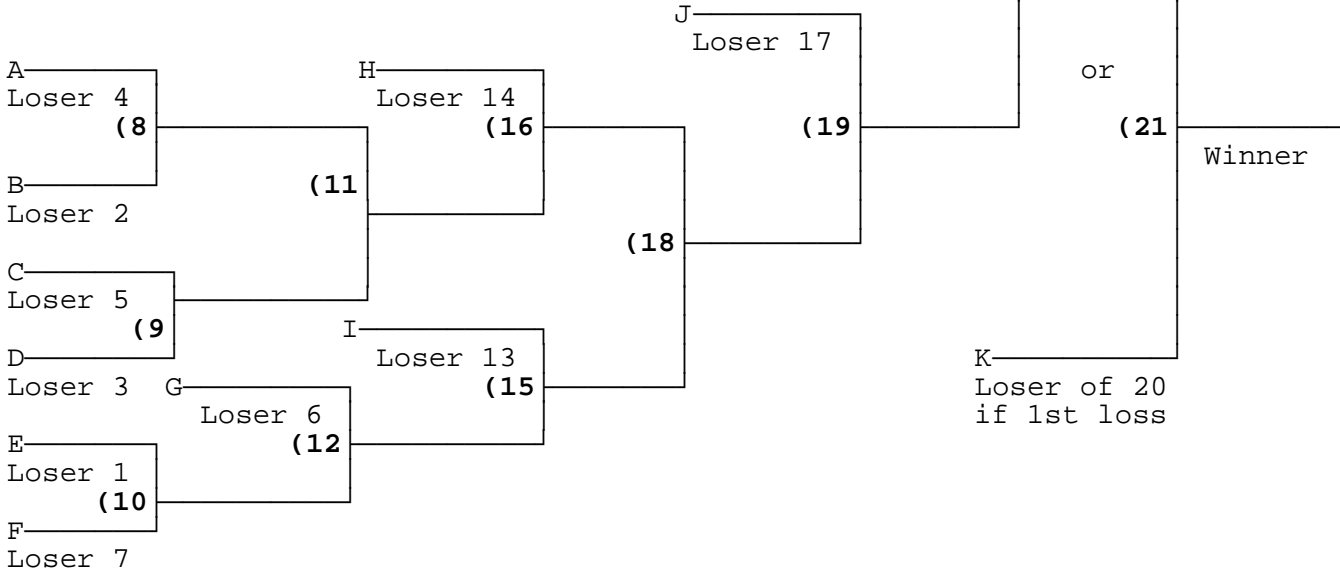 J
Loser 17
A
H
or
Loser 4
Loser 14
(8
(16
(19
(21
Winner
B
(11
Loser 2
(18
C
Loser 5
(9
I
D
Loser 13
K
Loser 3
G
(15
Loser of 20
Loser 6
if 1st loss
E
(12
Loser 1
(10
F
Loser 7